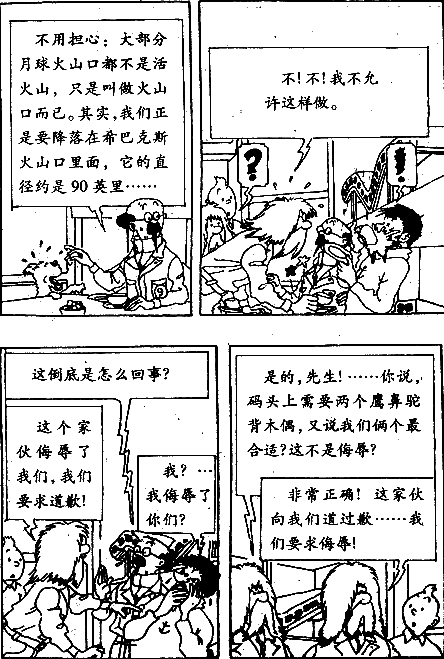 不用担心：大部分
月球火山口都不是活
火山，只是叫做火山
口而已。其实，我们正
是要降落在希巴克斯
火山口里面，它的直
径约是90英里……
不！不！我不允
许这样做。
?
!
这倒底是怎么回事？
这个家
伙侮辱了
我们，我们
要求道歉！
我？…
我侮辱了
你们？
是的，先生！……你说，
码头上需要两个鹰鼻驼
背木偶，又说我们俩个最
合适？这不是侮辱？
非常正确！这家伙
向我们道过歉……我
们要求侮辱！